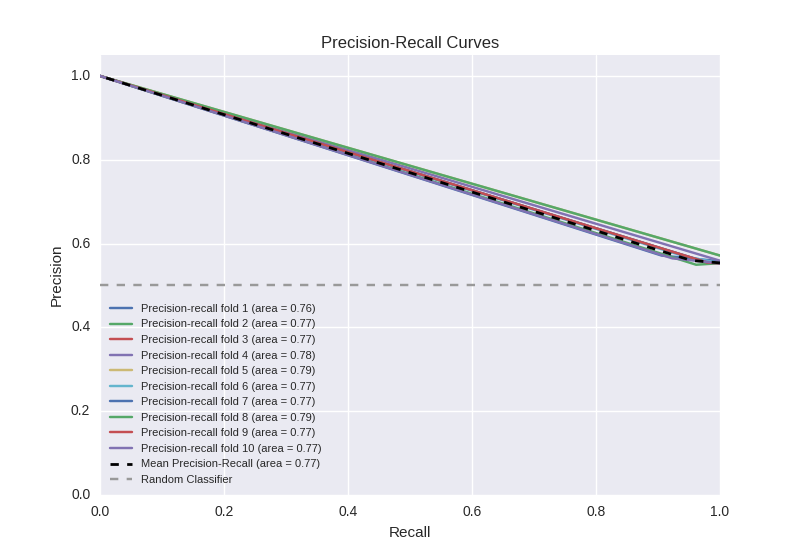 Precision-Recall Curves
1.0
0.8
0.6
0.4
0.2
0.0
Precision
Precision-recall fold 1 (area = 0.76)
Precision-recall fold 2 (area = 0.77)
Precision-recall fold 3 (area = 0.77)
Precision-recall fold 4 (area = 0.78)
Precision-recall fold 5 (area = 0.79)
Precision-recall fold 6 (area = 0.77)
Precision-recall fold 7 (area = 0.77)
Precision-recall fold 8 (area = 0.79)
Precision-recall fold 9 (area = 0.77)
Precision-recall fold 10 (area = 0.77)
Mean Precision-Recall (area = 0.77)
Random Classifier
0.0 0.2 0.4 0.6 0.8 1.0
Recall